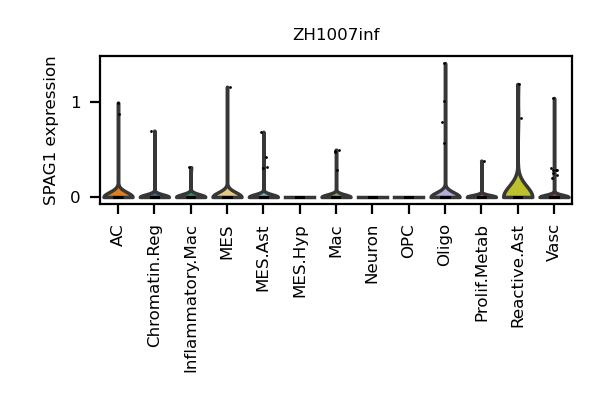 ZH1007inf
SPAG1 expression
1
0
AC
Chromatin.Reg
Inflammatory.Mac
MES
MES.Ast
MES.Hyp
Mac
Neuron
OPC
Oligo
Prolif.Metab
Reactive.Ast
Vasc